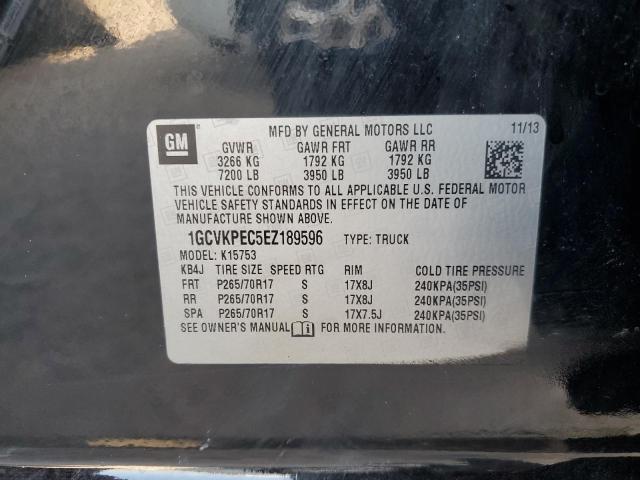 GM
MFD BY GENERAL MOTORS LLC 11/13
GVWR GAWR FRT GAWR RR
3266 KG 1792 KG 1792 KG
7200 LB 3950 LB 3950 LB
THIS VEHICLE CONFORMS TO ALL APPLICABLE U.S. FEDERAL MOTOR
VEHICLE SAFETY STANDARDS IN EFFECT ON THE DATE OF
MANUFACTURE SHOWN ABOVE.
1GCVKPEC5EZ189596 TYPE: TRUCK
MODEL: K15753
KB4J TIRE SIZE SPEED RTG RIM COLD TIRE PRESSURE
FRT P265/70R17 S 17X8J 240KPA(35PSI)
RR P265/70R17 S 17X8J 240KPA(35PSI)
SPA P265/70R17 S 17X7.5J 240KPA(35PSI)
SEE OWNER'S MANUAL FOR MORE INFORMATION.